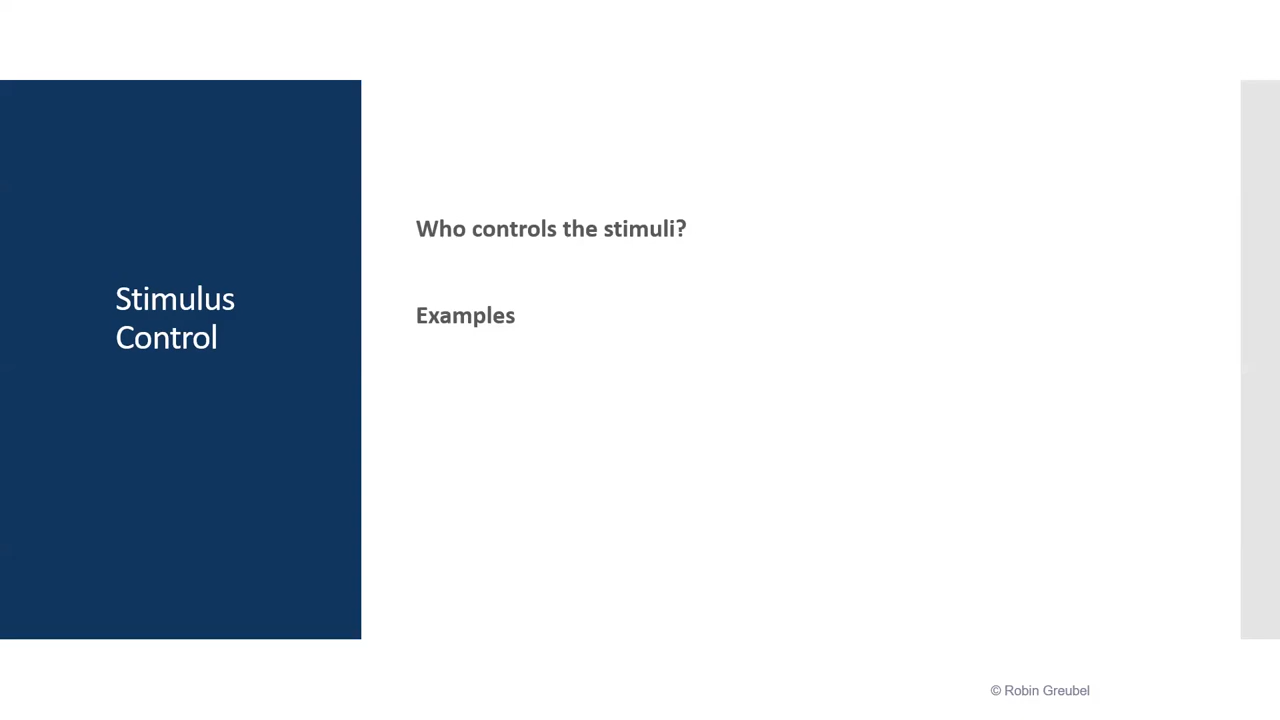 Stimulus
Control
Who controls the stimuli?
Examples
© Robin Greubel